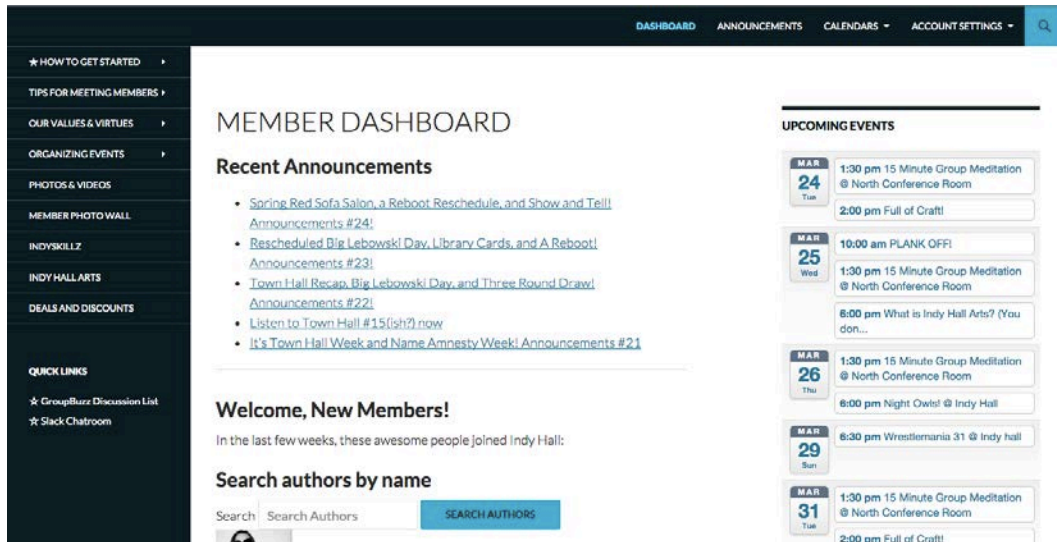 DASHBOARD ANNOUNCEMENTS CALENDARS ACCOUNT SETTINGS
★ HOW TO GET STARTED
TIPS FOR MEETING MEMBERS
OUR VALUES & VIRTUES
ORGANIZING EVENTS
PHOTOS & VIDEOS
MEMBER PHOTO WALL
INDYSKILLZ
INDY HALL ARTS
DEALS AND DISCOUNTS
QUICK LINKS
☆ GroupBuzz Discussion List
☆ Slack Chatroom
MEMBER DASHBOARD
Recent Announcements
• Spring Red Sofa Salon, a Reboot Reschedule, and Show and Tell!
Announcements #24!
• Rescheduled Big Lebowski Day, Library Cards, and A Reboot!
Announcements #23!
• Town Hall Recap, Big Lebowski Day, and Three Round Draw!
Announcements #22!
• Listen to Town Hall #15(ish?) now
• It's Town Hall Week and Name Amnesty Week! Announcements #21
Welcome, New Members!
In the last few weeks, these awesome people joined Indy Hall:
Search authors by name
Search Search Authors SEARCH AUTHORS
UPCOMING EVENTS
MAR
24
Tue
1:30 pm 15 Minute Group Meditation
@ North Conference Room
2:00 pm Full of Craft!
MAR
25
Wed
10:00 am PLANK OFF!
1:30 pm 15 Minute Group Meditation
@ North Conference Room
6:00 pm What is Indy Hall Arts? (You
don...
MAR
26
Thu
1:30 pm 15 Minute Group Meditation
@ North Conference Room
6:00 pm Night Owls! @ Indy Hall
MAR
29
Sun
6:30 pm Wrestlemania 31 @ Indy hall
MAR
31
Tue
1:30 pm 15 Minute Group Meditation
@ North Conference Room
2:00 pm Full of Craft!